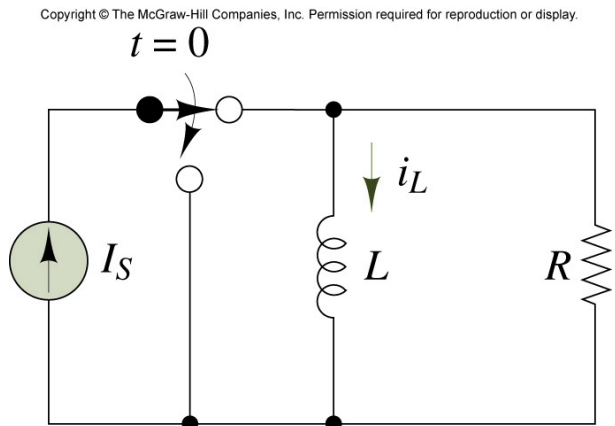 Copyright © The McGraw-Hill Companies, Inc. Permission required for reproduction or display.
t = 0
i_L
I_S
L
R